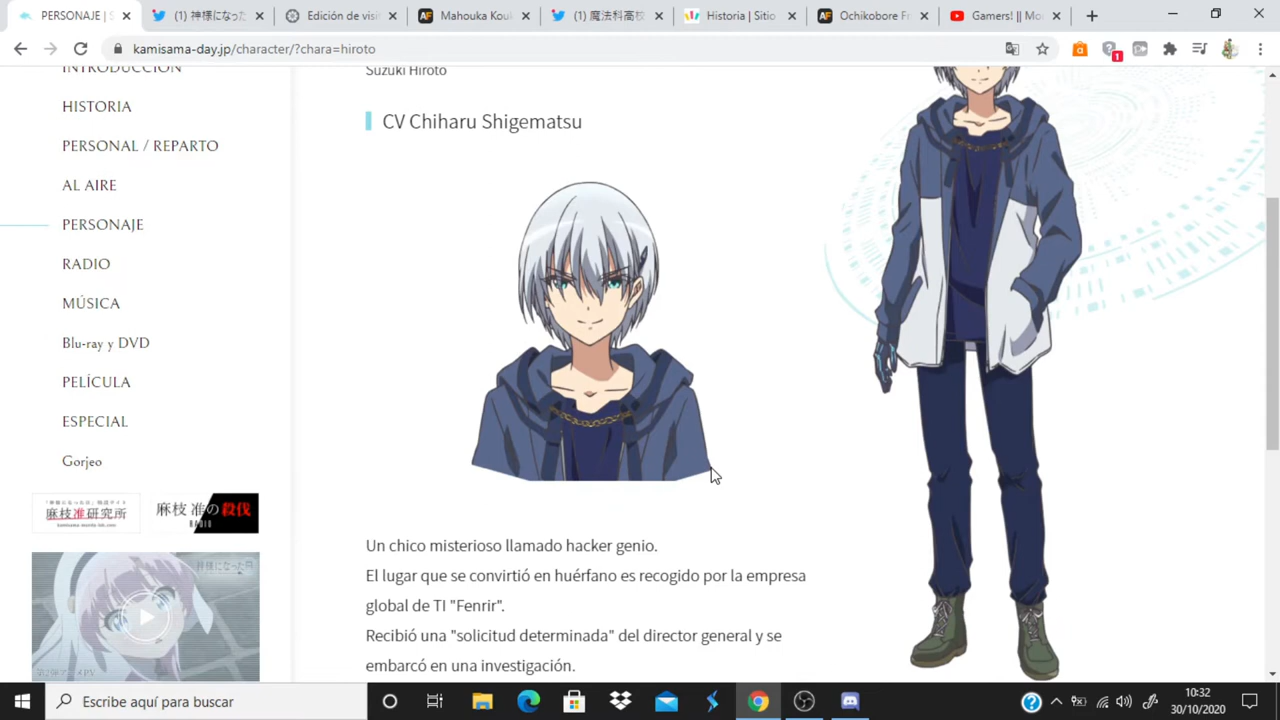 PERSONAJE | S
(1) 神様になった
Edición de visi
Mahouka Kouk
(1) 魔法科高校
Historia | Sitio
Ochikobore Fr
Gamers! || Mo
kamisama-day.jp/character/?chara=hiroto
1
INTRODUCCIÓN
HISTORIA
PERSONAL / REPARTO
AL AIRE
PERSONAJE
RADIO
MÚSICA
Blu-ray y DVD
PELÍCULA
ESPECIAL
Gorjeo
麻枝准研究所
麻枝 准の殺伐
RADIO
Suzuki Hiroto
CV Chiharu Shigematsu
Un chico misterioso llamado hacker genio.
El lugar que se convirtió en huérfano es recogido por la empresa
global de TI "Fenrir".
Recibió una "solicitud determinada" del director general y se
embarcó en una investigación.
Escribe aquí para buscar
10:32
30/10/2020